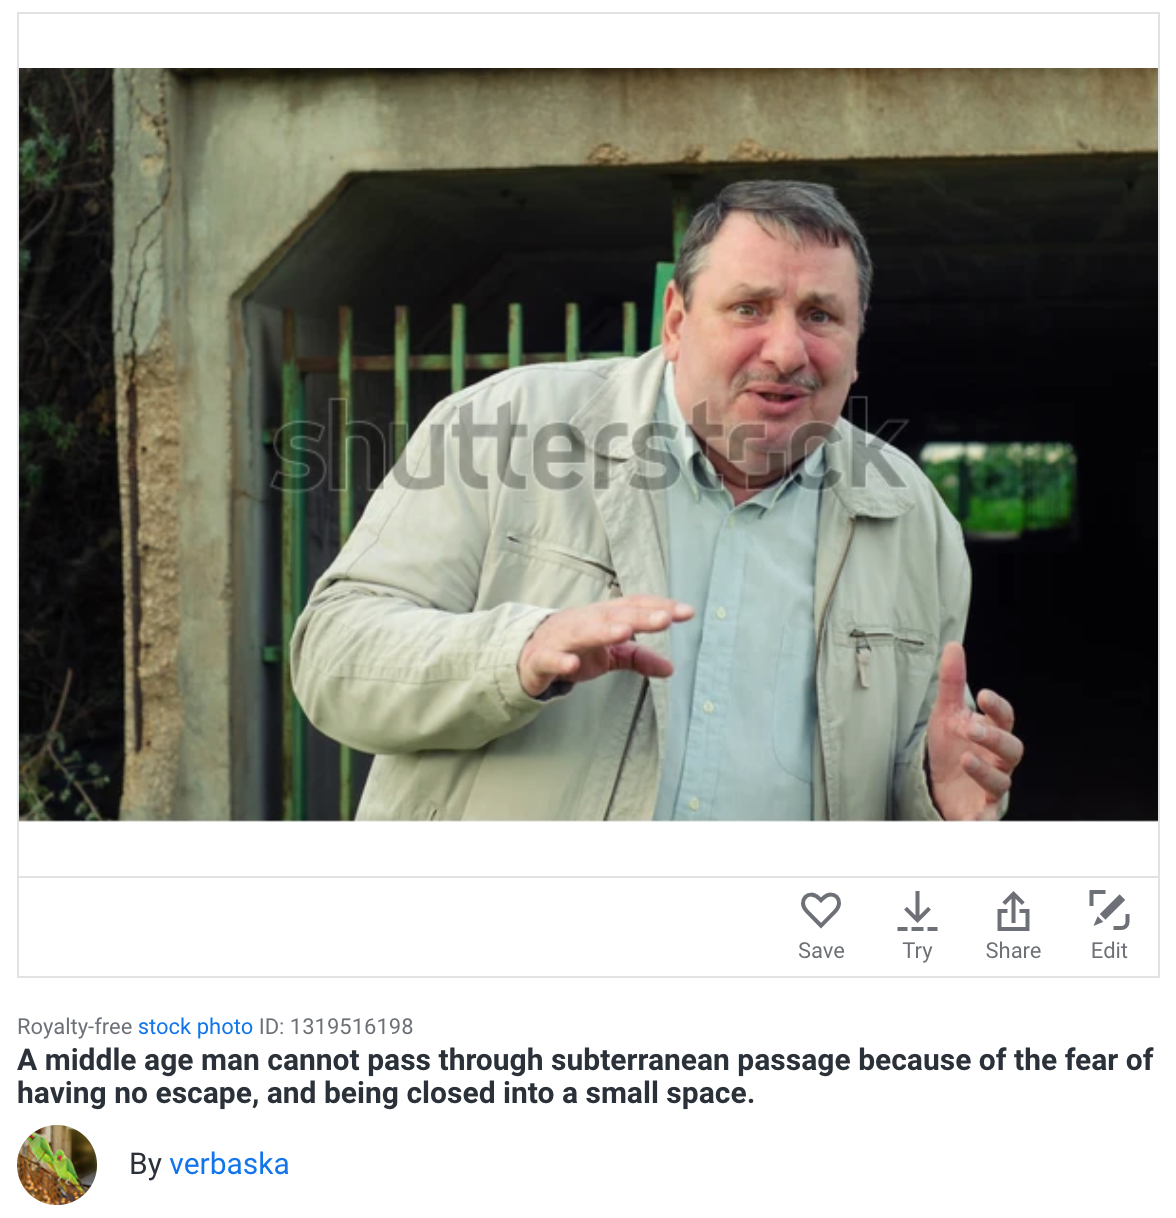 shutterstock
Save
Try
Share
Edit
Royalty-free stock photo ID: 1319516198
A middle age man cannot pass through subterranean passage because of the fear of
having no escape, and being closed into a small space.
By verbaska